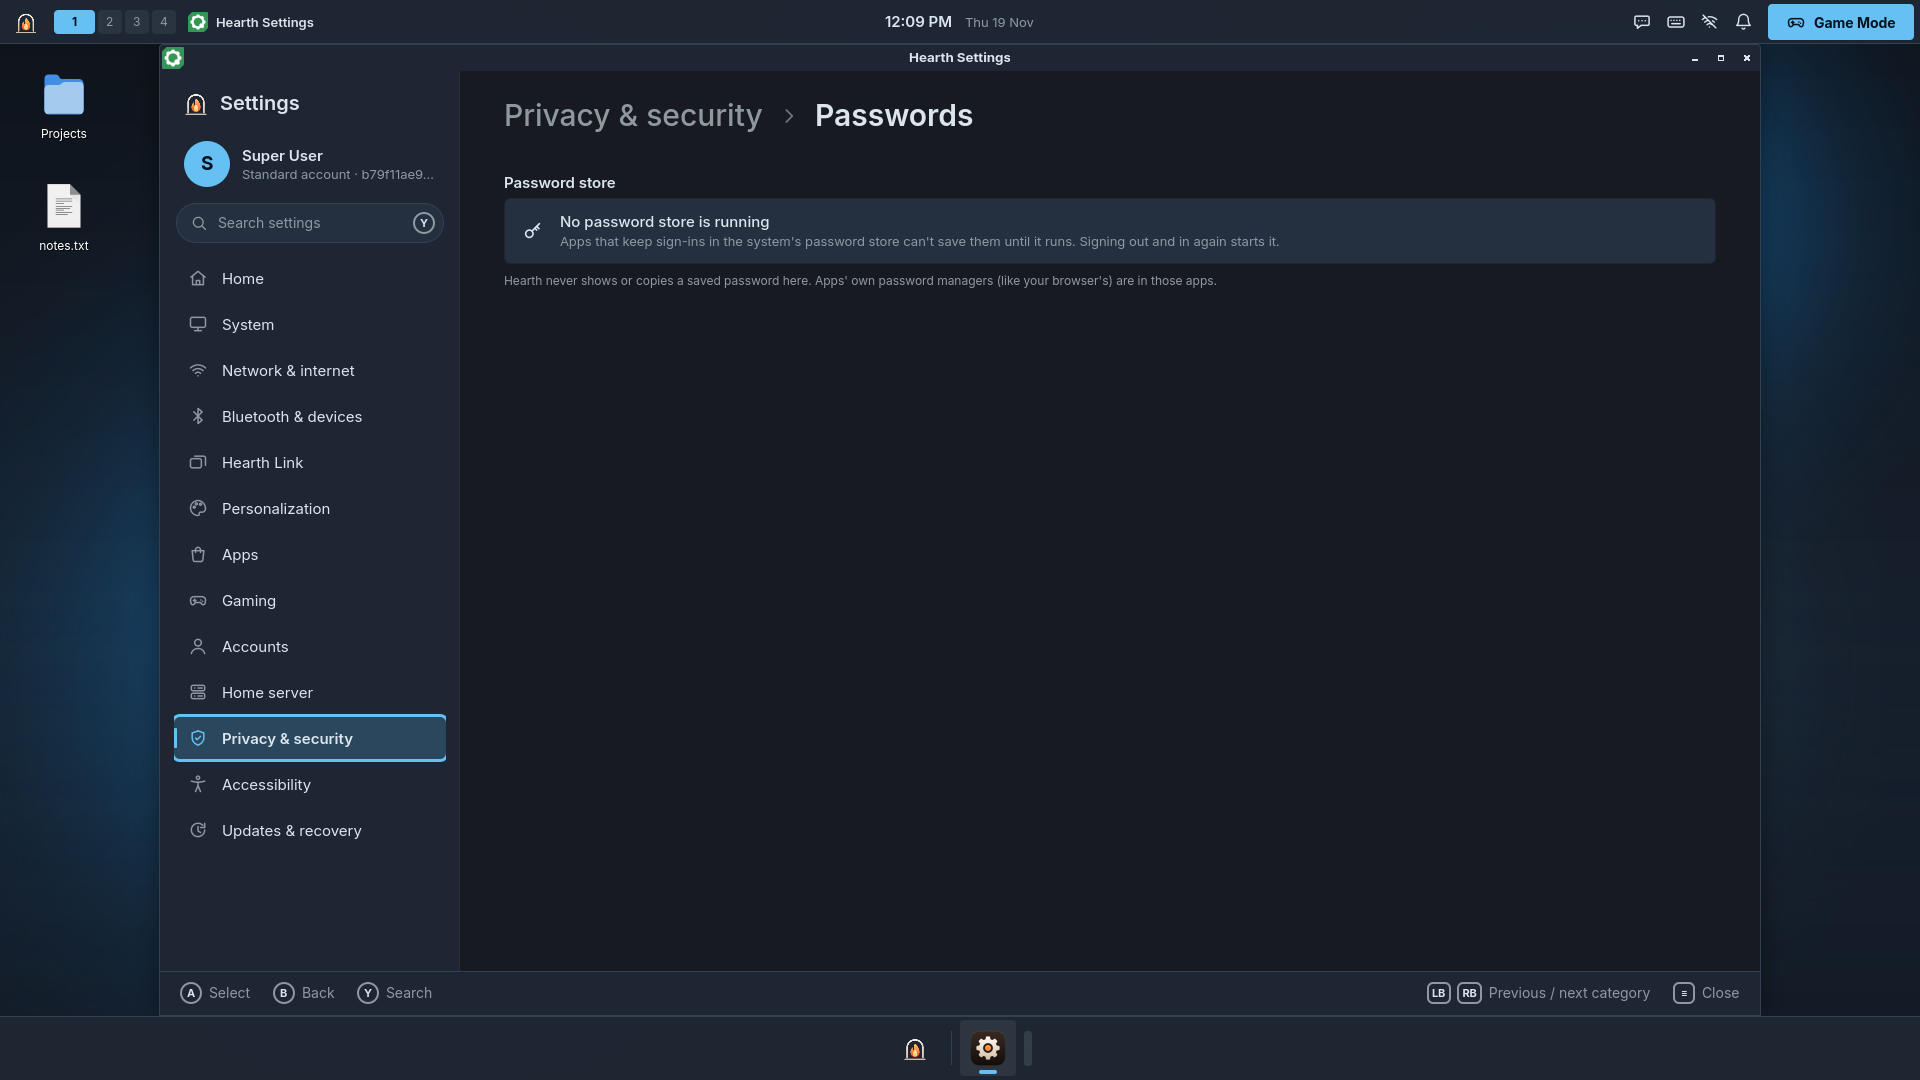 1 2 3 4 Hearth Settings
12:09 PM Thu 19 Nov
Game Mode
Projects
notes.txt
Hearth Settings
Settings
S
Super User
Standard account · b79f11ae9...
Search settings Y
Home
System
Network & internet
Bluetooth & devices
Hearth Link
Personalization
Apps
Gaming
Accounts
Home server
Privacy & security
Accessibility
Updates & recovery
Privacy & security > Passwords
Password store
No password store is running
Apps that keep sign-ins in the system's password store can't save them until it runs. Signing out and in again starts it.
Hearth never shows or copies a saved password here. Apps' own password managers (like your browser's) are in those apps.
A Select B Back Y Search
LB RB Previous / next category ≡ Close